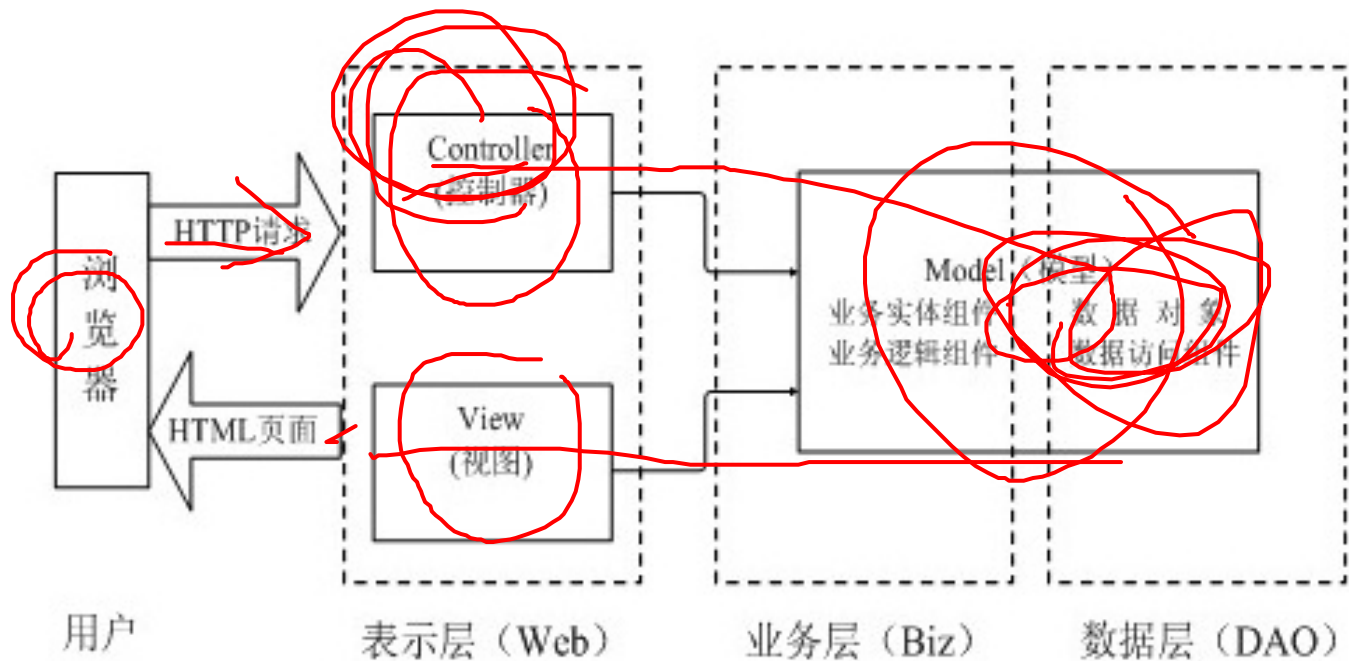 Controller
(控制器)
HTTP请求
浏览器
Model（模型）
业务实体组件
数据对象
业务逻辑组件
数据访问组件
View
(视图)
HTML页面
用户
表示层（Web）
业务层（Biz）
数据层（DAO）